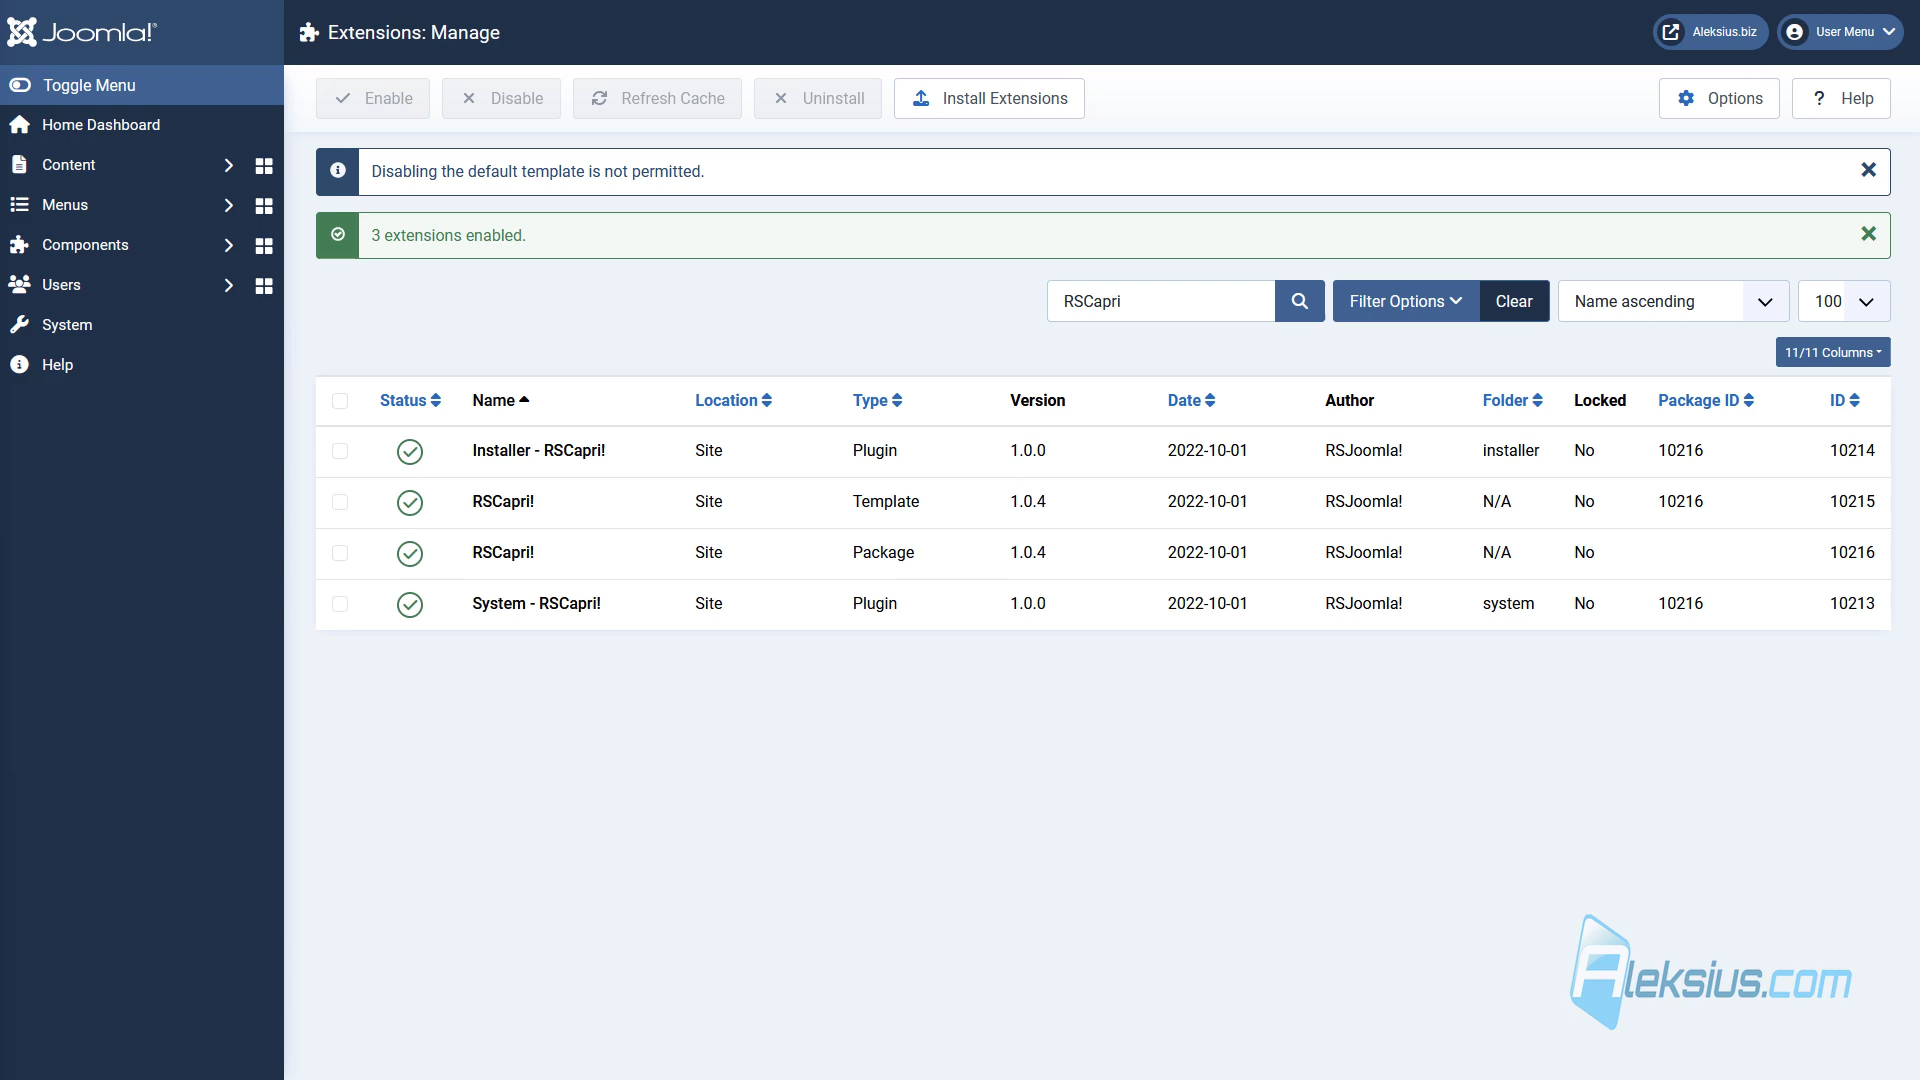 Joomla!
Extensions: Manage
Aleksius.biz
User Menu
Toggle Menu
Home Dashboard
Content
Menus
Components
Users
System
Help
Enable
Disable
Refresh Cache
Uninstall
Install Extensions
Options
? Help
Disabling the default template is not permitted.
3 extensions enabled.
RSCapri
Filter Options
Clear
Name ascending
100
11/11 Columns
Status Name Location Type Version Date Author Folder Locked Package ID ID
Installer - RSCapri! Site Plugin 1.0.0 2022-10-01 RSJoomla! installer No 10216 10214
RSCapri! Site Template 1.0.4 2022-10-01 RSJoomla! N/A No 10216 10215
RSCapri! Site Package 1.0.4 2022-10-01 RSJoomla! N/A No 10216
System - RSCapri! Site Plugin 1.0.0 2022-10-01 RSJoomla! system No 10216 10213
Aleksius.com